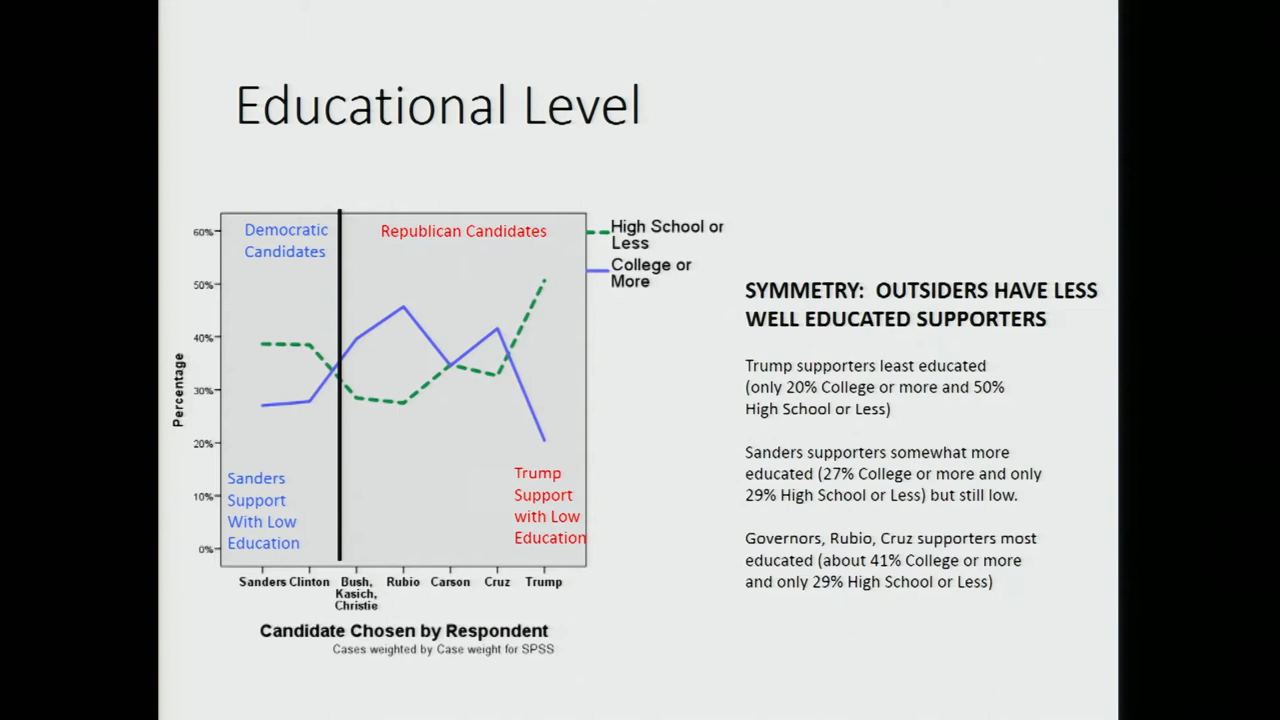 Educational Level
Democratic
Candidates
Republican Candidates
60%
50%
40%
30%
20%
10%
0%
Percentage
Sanders
Support
With Low
Education
Trump
Support
with Low
Education
Sanders Clinton Bush, Rubio Carson Cruz Trump
Kasich,
Christie
Candidate Chosen by Respondent
Cases weighted by Case weight for SPSS
High School or
Less
College or
More
SYMMETRY: OUTSIDERS HAVE LESS
WELL EDUCATED SUPPORTERS
Trump supporters least educated
(only 20% College or more and 50%
High School or Less)
Sanders supporters somewhat more
educated (27% College or more and only
29% High School or Less) but still low.
Governors, Rubio, Cruz supporters most
educated (about 41% College or more
and only 29% High School or Less)